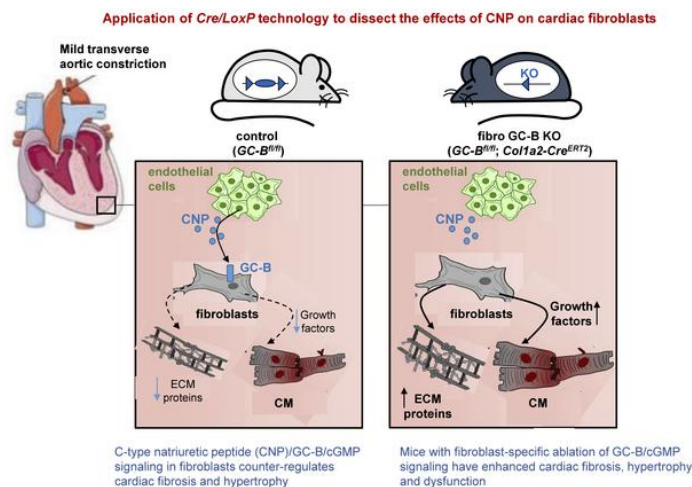 Application of Cre/LoxP technology to dissect the effects of CNP on cardiac fibroblasts
Mild transverse
aortic constriction
control
(GC-Bfl/fl)
endothelial
cells
CNP
GC-B
fibroblasts
Growth
factors
ECM
proteins
CM
C-type natriuretic peptide (CNP)/GC-B/cGMP
signaling in fibroblasts counter-regulates
cardiac fibrosis and hypertrophy
KO
fibro GC-B KO
(GC-Bfl/fl; Col1a2-CreERT2)
endothelial
cells
CNP
fibroblasts
Growth
factors
ECM
proteins
CM
Mice with fibroblast-specific ablation of GC-B/cGMP
signaling have enhanced cardiac fibrosis, hypertrophy
and dysfunction